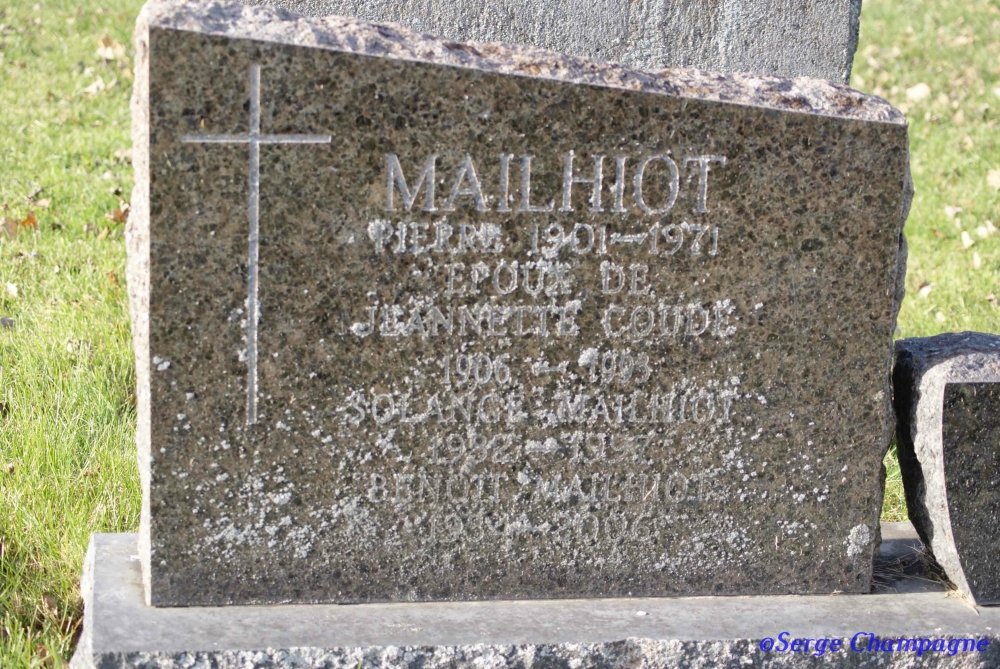 MAILHIOT
PIERRE 1901–1971
EPOUX DE
JEANNETTE COUDE
1906 –
SOLANGE MAILHIOT
BENOIT MAILHIOT
©Serge Champagne